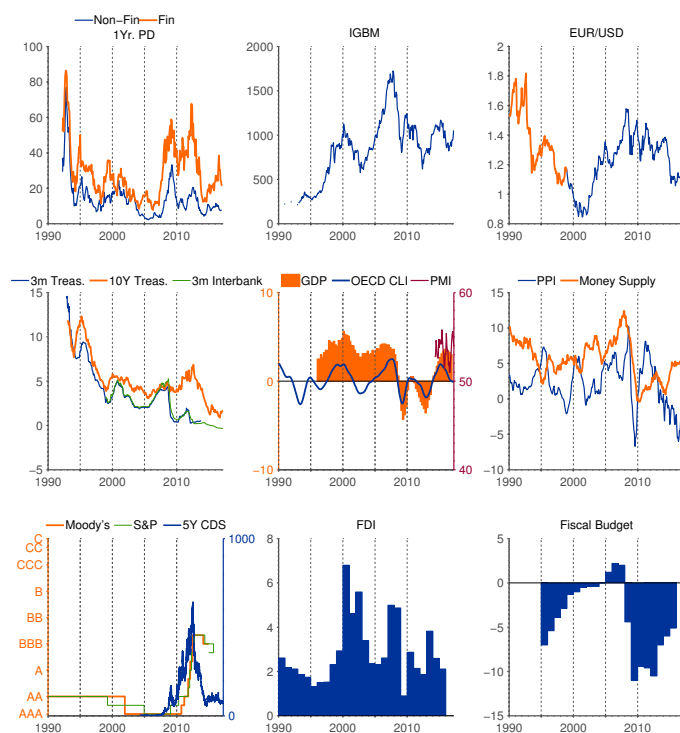 Non-Fin Fin
1Yr. PD
100
80
60
40
20
0
1990 2000 2010
IGBM
2000
1500
1000
500
0
1990 2000 2010
EUR/USD
2
1.8
1.6
1.4
1.2
1
0.8
1990 2000 2010
3m Treas. 10Y Treas. 3m Interbank
15
10
5
0
−5
1990 2000 2010
GDP OECD CLI PMI
10 60
0 50
−10 40
1990 2000 2010
PPI Money Supply
15
10
5
0
−5
−10
1990 2000 2010
Moody's S&P 5Y CDS
C 1000
CC
CCC
B
BB
BBB
A
AA
AAA 0
1990 2000 2010
FDI
8
6
4
2
0
1990 2000 2010
Fiscal Budget
5
0
−5
−10
−15
1990 2000 2010